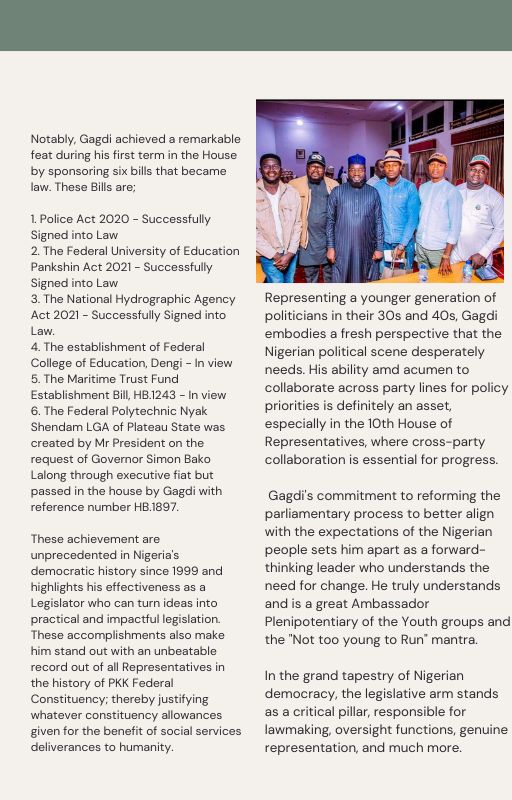 Notably, Gagdi achieved a remarkable
feat during his first term in the House
by sponsoring six bills that became
law. These Bills are;
1. Police Act 2020 - Successfully
Signed into Law
2. The Federal University of Education
Pankshin Act 2021 - Successfully
Signed into Law
3. The National Hydrographic Agency
Act 2021 - Successfully Signed into
Law.
4. The establishment of Federal
College of Education, Dengi - In view
5. The Maritime Trust Fund
Establishment Bill, HB.1243 - In view
6. The Federal Polytechnic Nyak
Shendam LGA of Plateau State was
created by Mr President on the
request of Governor Simon Bako
Lalong through executive fiat but
passed in the house by Gagdi with
reference number HB.1897.
These achievement are
unprecedented in Nigeria's
democratic history since 1999 and
highlights his effectiveness as a
Legislator who can turn ideas into
practical and impactful legislation.
These accomplishments also make
him stand out with an unbeatable
record out of all Representatives in
the history of PKK Federal
Constituency; thereby justifying
whatever constituency allowances
given for the benefit of social services
deliverances to humanity.
Representing a younger generation of
politicians in their 30s and 40s, Gagdi
embodies a fresh perspective that the
Nigerian political scene desperately
needs. His ability amd acumen to
collaborate across party lines for policy
priorities is definitely an asset,
especially in the 10th House of
Representatives, where cross-party
collaboration is essential for progress.
Gagdi's commitment to reforming the
parliamentary process to better align
with the expectations of the Nigerian
people sets him apart as a forward-
thinking leader who understands the
need for change. He truly understands
and is a great Ambassador
Plenipotentiary of the Youth groups and
the "Not too young to Run" mantra.
In the grand tapestry of Nigerian
democracy, the legislative arm stands
as a critical pillar, responsible for
lawmaking, oversight functions, genuine
representation, and much more.